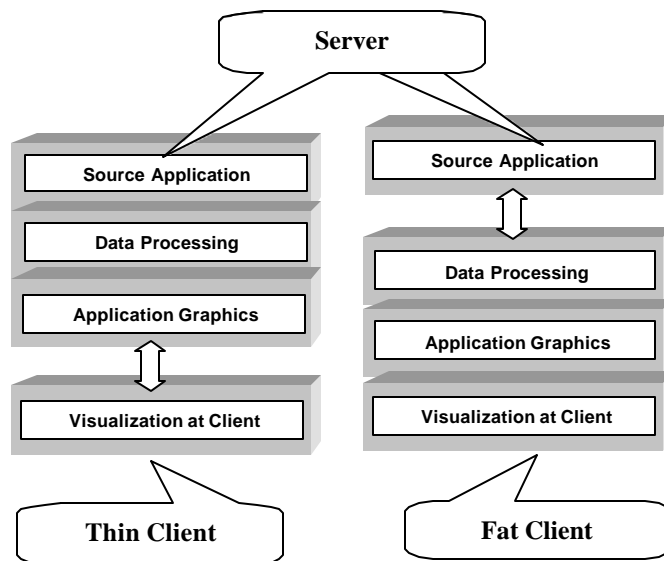 Server
Source Application
Data Processing
Application Graphics
Visualization at Client
Thin Client
Source Application
Data Processing
Application Graphics
Visualization at Client
Fat Client